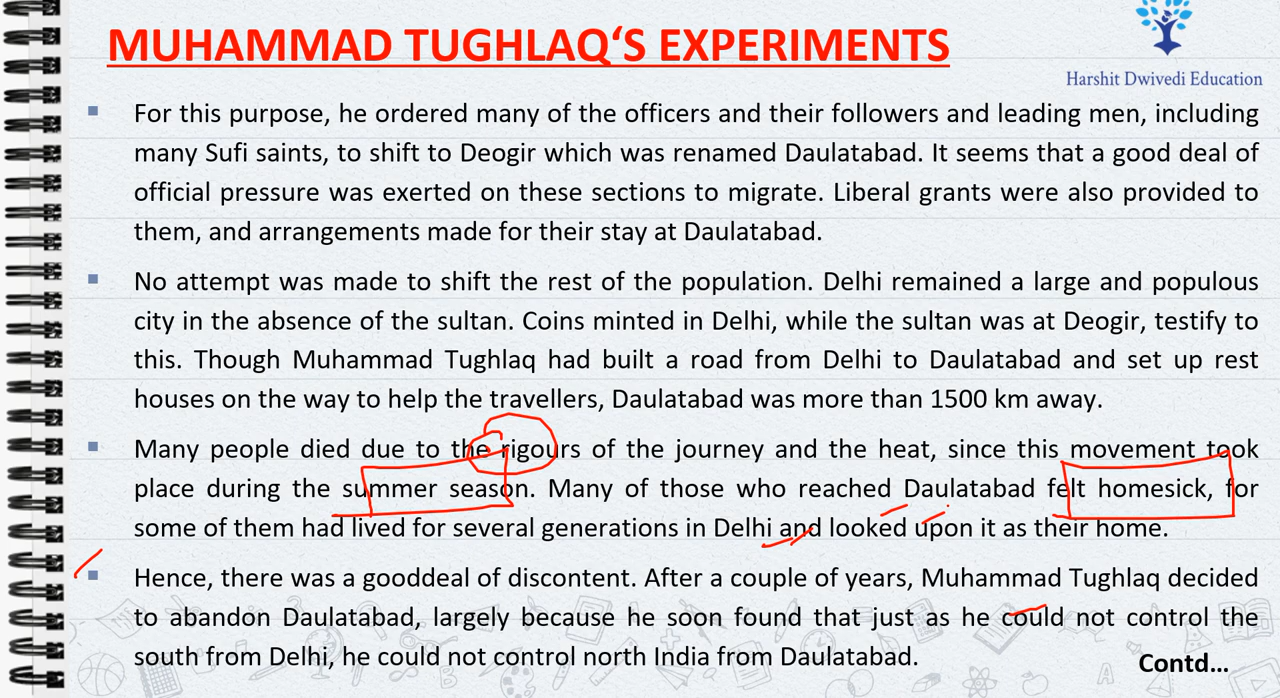 MUHAMMAD TUGHLAQ‘S EXPERIMENTS
Harshit Dwivedi Education
For this purpose, he ordered many of the officers and their followers and leading men, including
many Sufi saints, to shift to Deogir which was renamed Daulatabad. It seems that a good deal of
official pressure was exerted on these sections to migrate. Liberal grants were also provided to
them, and arrangements made for their stay at Daulatabad.
No attempt was made to shift the rest of the population. Delhi remained a large and populous
city in the absence of the sultan. Coins minted in Delhi, while the sultan was at Deogir, testify to
this. Though Muhammad Tughlaq had built a road from Delhi to Daulatabad and set up rest
houses on the way to help the travellers, Daulatabad was more than 1500 km away.
Many people died due to the rigours of the journey and the heat, since this movement took
place during the summer season. Many of those who reached Daulatabad felt homesick, for
some of them had lived for several generations in Delhi and looked upon it as their home.
Hence, there was a gooddeal of discontent. After a couple of years, Muhammad Tughlaq decided
to abandon Daulatabad, largely because he soon found that just as he could not control the
south from Delhi, he could not control north India from Daulatabad.
Contd…